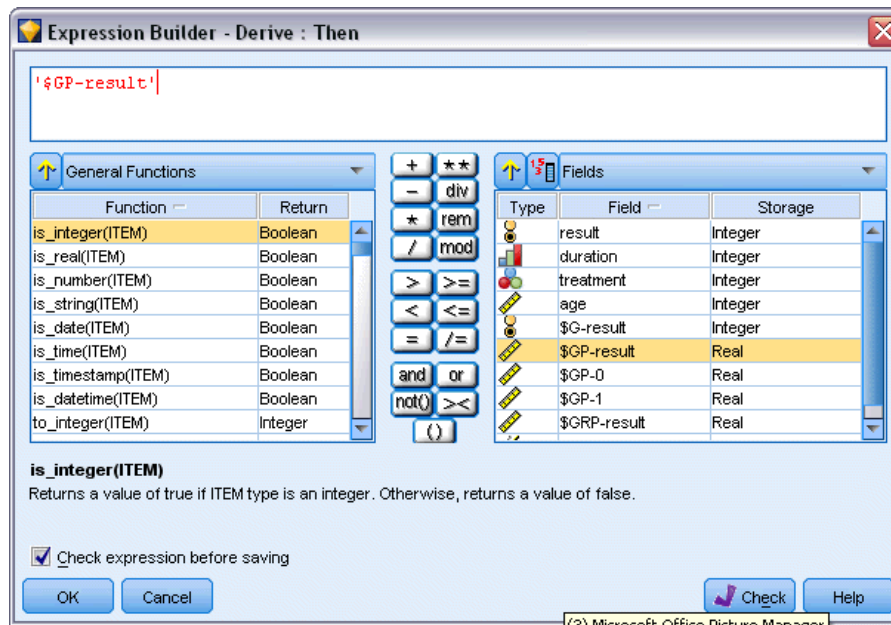 Expression Builder - Derive : Then
'$GP-result'
General Functions
Function Return
is_integer(ITEM) Boolean
is_real(ITEM) Boolean
is_number(ITEM) Boolean
is_string(ITEM) Boolean
is_date(ITEM) Boolean
is_time(ITEM) Boolean
is_timestamp(ITEM) Boolean
is_datetime(ITEM) Boolean
to_integer(ITEM) Integer
+ **
- div
* rem
/ mod
> >=
< <=
= /=
and or
not() ><
()
Fields
Type Field Storage
result Integer
duration Integer
treatment Integer
age Integer
$G-result Integer
$GP-result Real
$GP-0 Real
$GP-1 Real
$GRP-result Real
is_integer(ITEM)
Returns a value of true if ITEM type is an integer. Otherwise, returns a value of false.
Check expression before saving
OK Cancel Check Help
(3) Microsoft Office Picture Manager